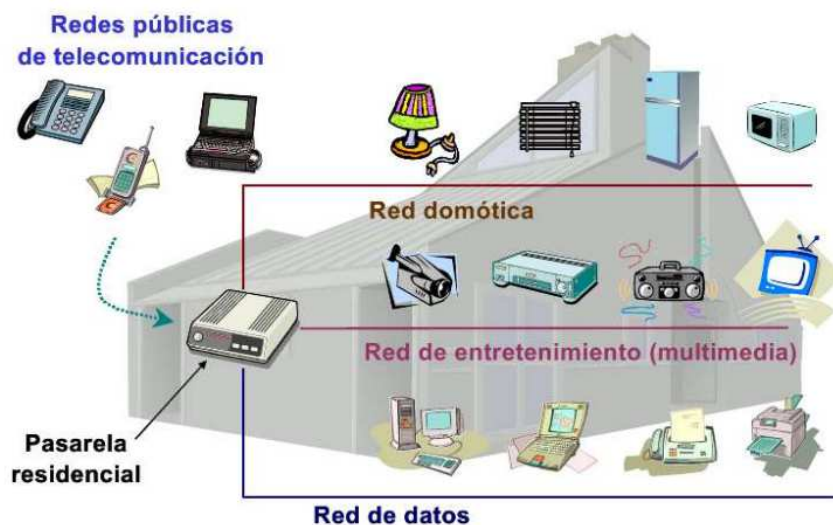 Redes públicas
de telecomunicación
Red domótica
Red de entretenimiento (multimedia)
Pasarela
residencial
Red de datos